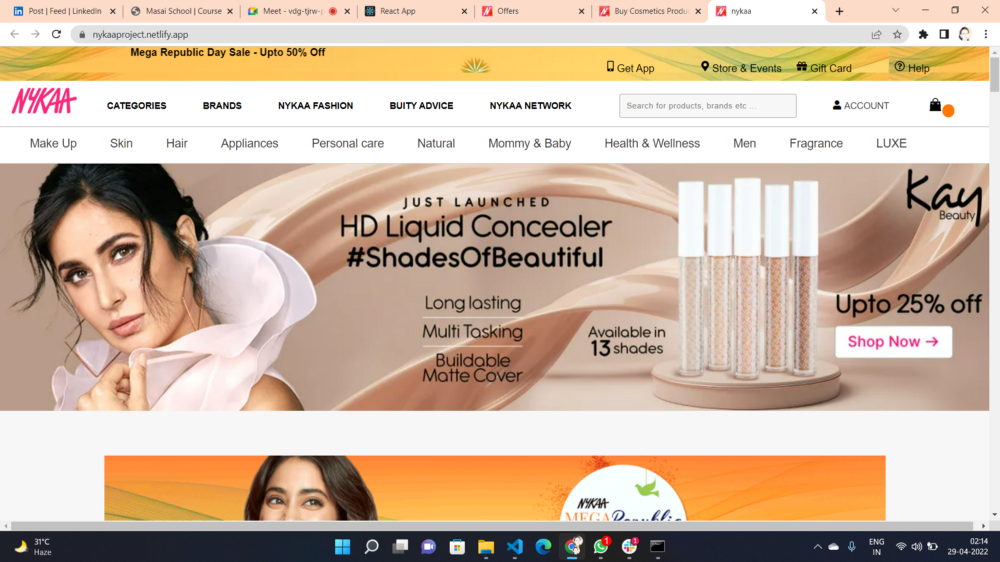 Post | Feed | LinkedIn
Masai School | Course
Meet - vdg-tjrw-
React App
Offers
Buy Cosmetics Produ
nykaa
nykaaproject.netlify.app
Mega Republic Day Sale - Upto 50% Off
Get App
Store & Events
Gift Card
Help
NYKAA
CATEGORIES
BRANDS
NYKAA FASHION
BUITY ADVICE
NYKAA NETWORK
Search for products, brands etc ...
ACCOUNT
Make Up
Skin
Hair
Appliances
Personal care
Natural
Mommy & Baby
Health & Wellness
Men
Fragrance
LUXE
JUST LAUNCHED
HD Liquid Concealer
#ShadesOfBeautiful
Long lasting
Multi Tasking
Buildable
Matte Cover
Available in
13 shades
Kay
Beauty
Upto 25% off
Shop Now →
NYKAA
MEGA Republic
31°C
Haze
1
1
ENG
IN
02:14
29-04-2022